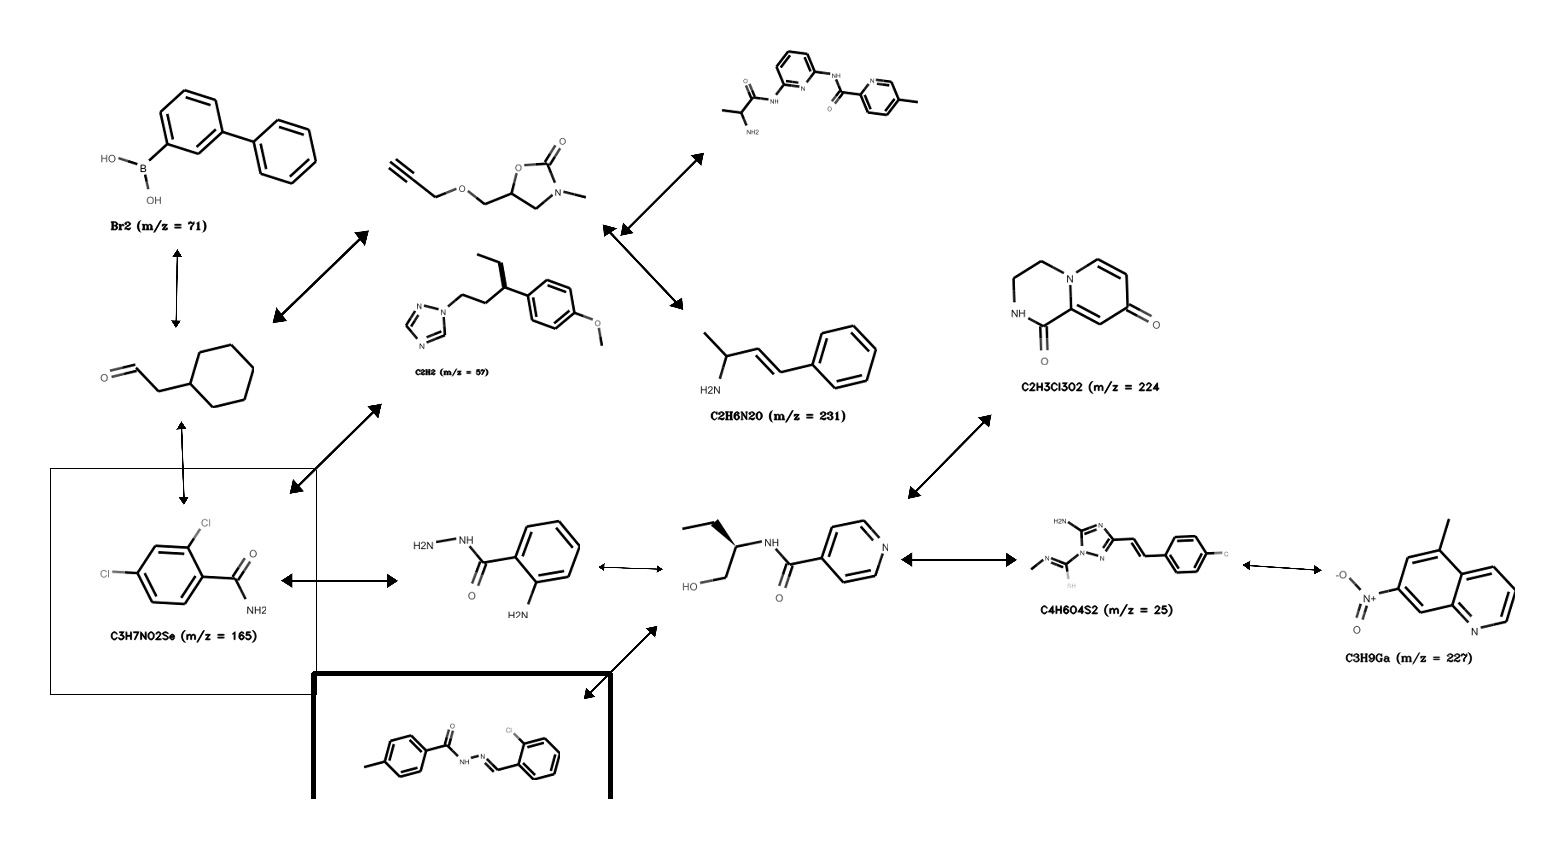 O
NH
N
NH
O
N
NH2
HO
B
OH
Br2 (m/z = 71)
O
O
O
N
N
N
N
O
C2H2 (m/z = 57)
N
NH
O
O
C2H3Cl3O2 (m/z = 224
O
H2N
C2H6N2O (m/z = 231)
Cl
Cl
O
NH2
C3H7NO2Se (m/z = 165)
H2N
NH
O
H2N
NH
N
HO
O
H2N
N
N
N
N
SH
C
C4H6O4S2 (m/z = 25)
-O
N+
O
N
C3H9Ga (m/z = 227)
O
Cl
NH
N